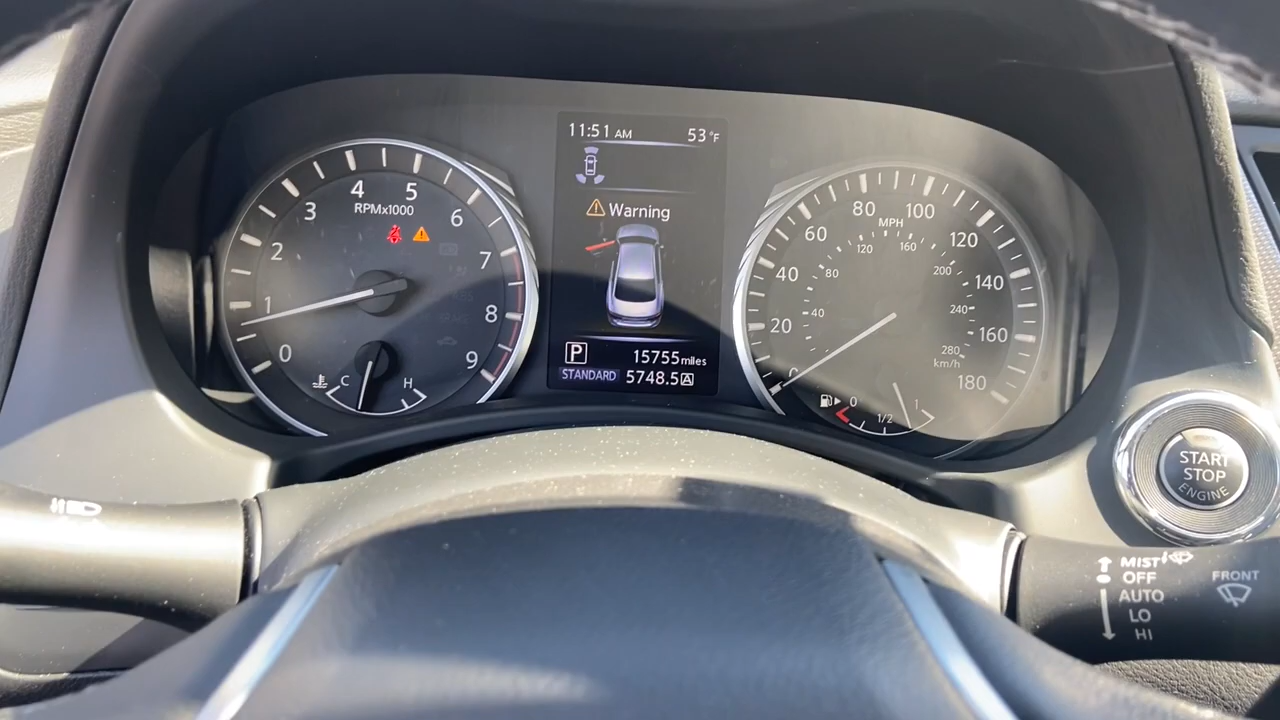 11:51 AM 53°F
Warning
P 15755 miles
STANDARD 5748.5 A
0 1 2 3 4 5 6 7 8 9
RPMx1000
C H
0 20 40 60 80 100 120 140 160 180
MPH
40 80 120 160 200 240 280
km/h
0 1/2 1
START
STOP
ENGINE
MIST
OFF
AUTO
LO
HI
FRONT